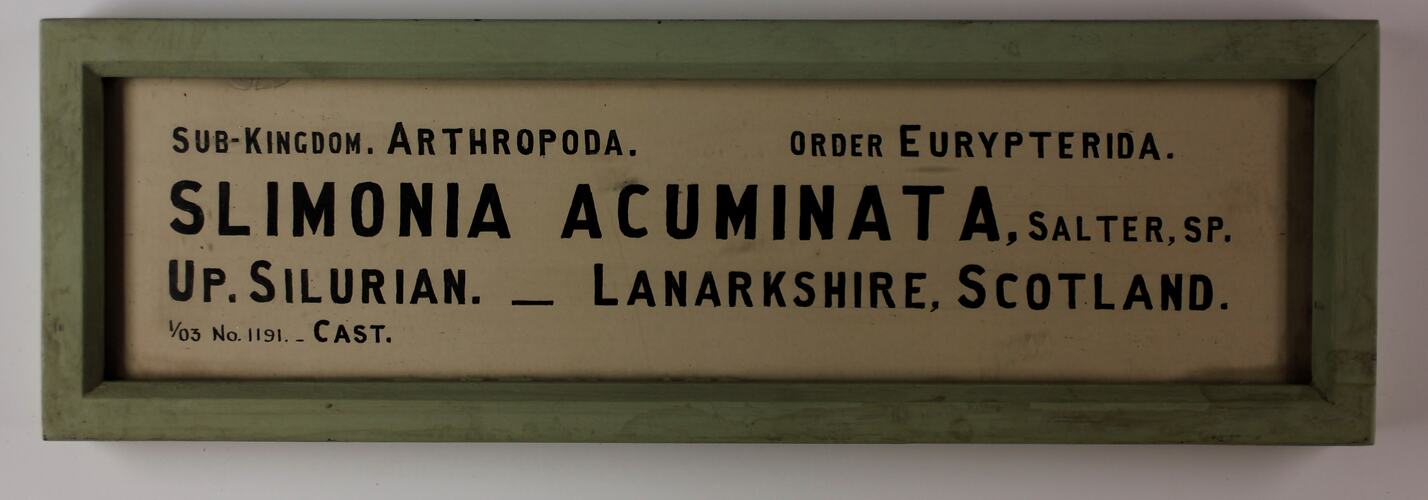 SUB-KINGDOM. ARTHROPODA. ORDER EURYPTERIDA.
SLIMONIA ACUMINATA, SALTER, SP.
UP. SILURIAN. — LANARKSHIRE, SCOTLAND.
1/03 No. 1191. - CAST.